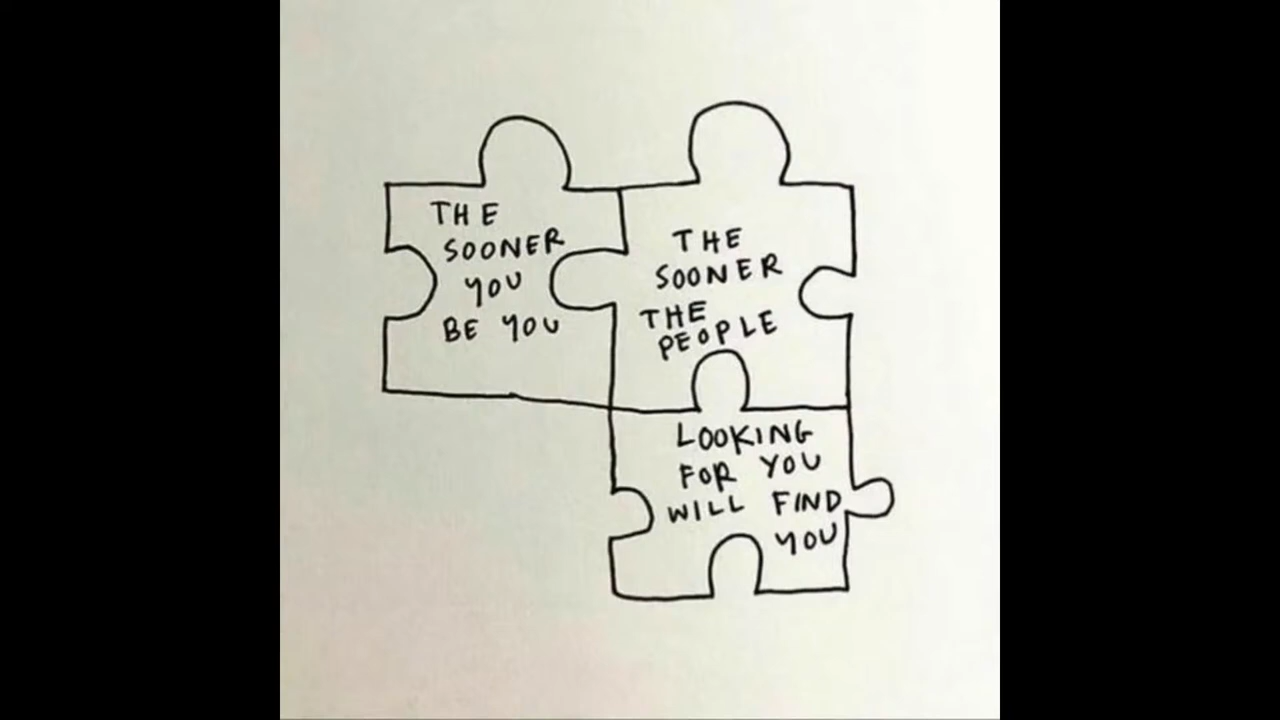 THE
SOONER
YOU
BE YOU
THE
SOONER
THE
PEOPLE
LOOKING
FOR YOU
WILL FIND
YOU